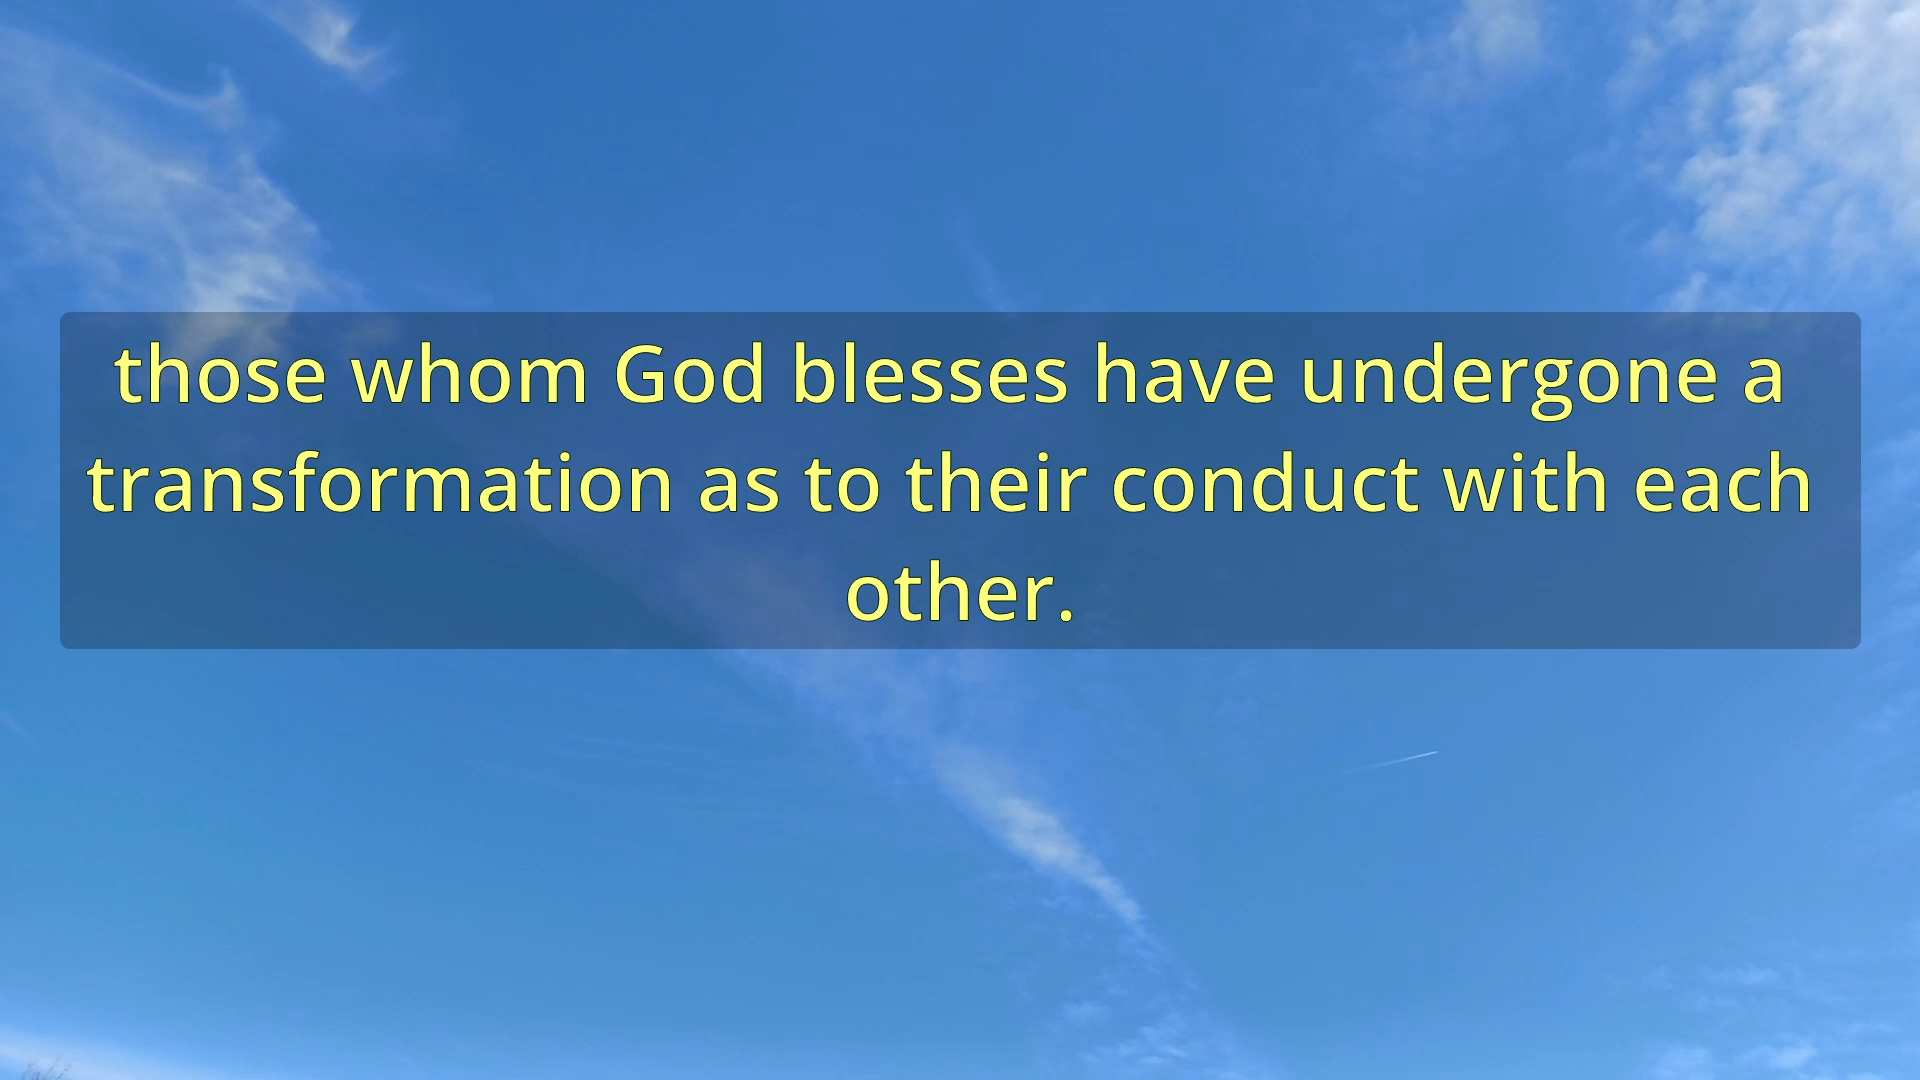 those whom God blesses have undergone a
transformation as to their conduct with each
other.